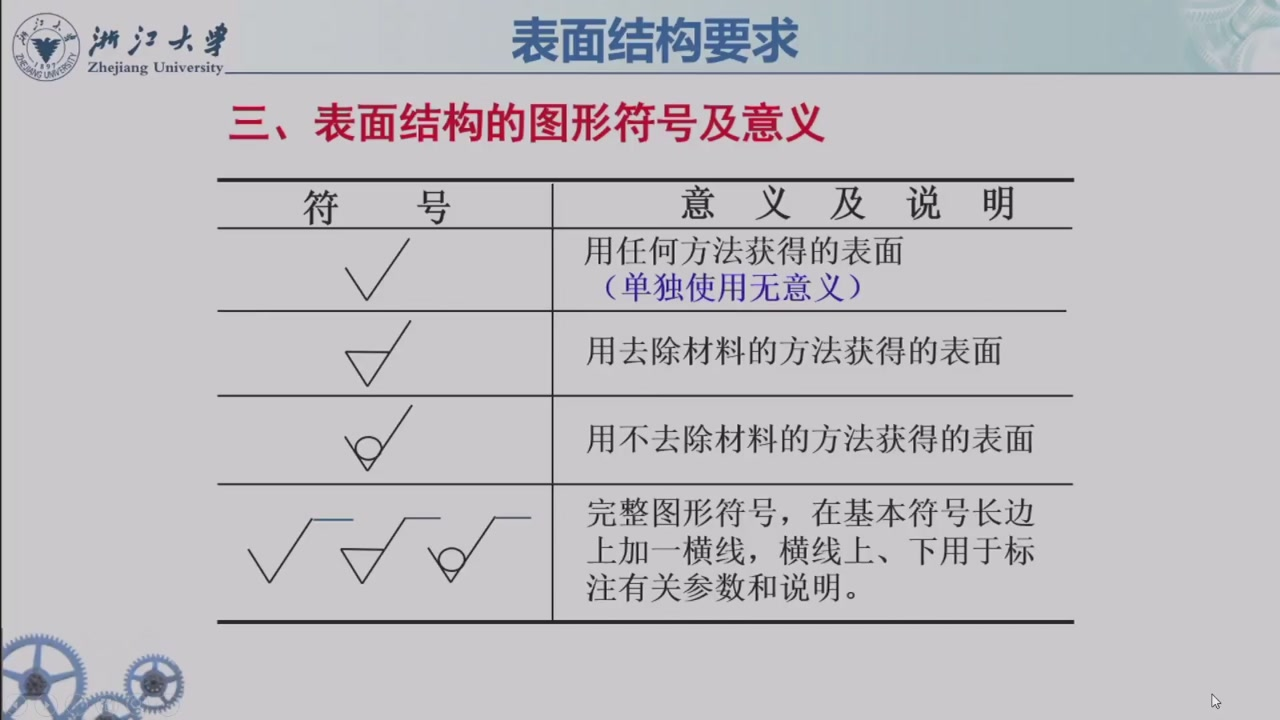 浙江大学
Zhejiang University
表面结构要求
三、表面结构的图形符号及意义
符 号
意 义 及 说 明
用任何方法获得的表面
（单独使用无意义）
用去除材料的方法获得的表面
用不去除材料的方法获得的表面
完整图形符号，在基本符号长边
上加一横线，横线上、下用于标
注有关参数和说明。